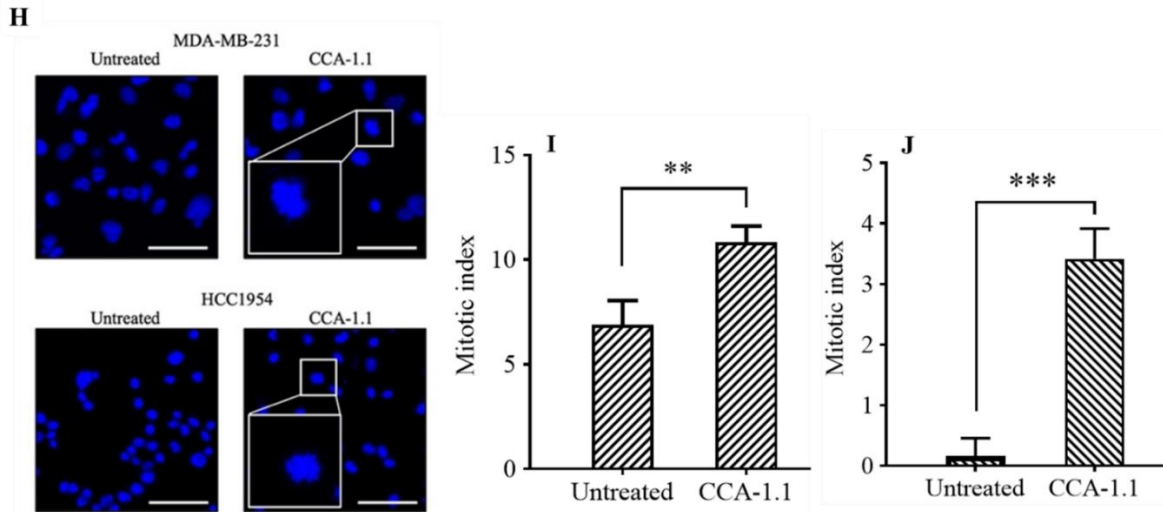 H
MDA-MB-231
Untreated CCA-1.1
HCC1954
Untreated CCA-1.1
I
**
15
10
5
0
Mitotic index
Untreated CCA-1.1
J
***
5
4
3
2
1
0
Mitotic index
Untreated CCA-1.1